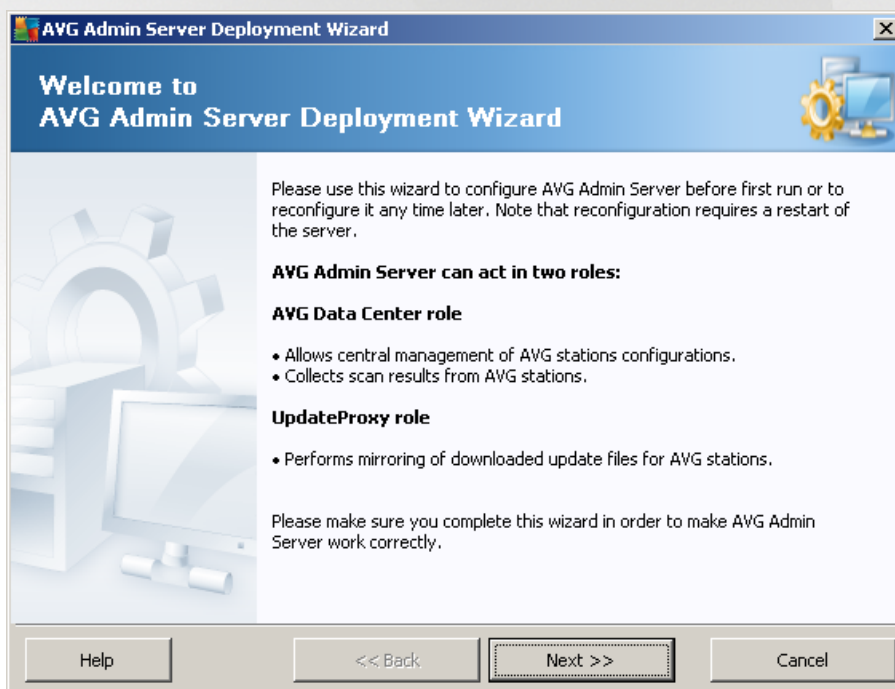 AVG Admin Server Deployment Wizard
Welcome to
AVG Admin Server Deployment Wizard
Please use this wizard to configure AVG Admin Server before first run or to
reconfigure it any time later. Note that reconfiguration requires a restart of
the server.
AVG Admin Server can act in two roles:
AVG Data Center role
• Allows central management of AVG stations configurations.
• Collects scan results from AVG stations.
UpdateProxy role
• Performs mirroring of downloaded update files for AVG stations.
Please make sure you complete this wizard in order to make AVG Admin
Server work correctly.
Help
<< Back
Next >>
Cancel